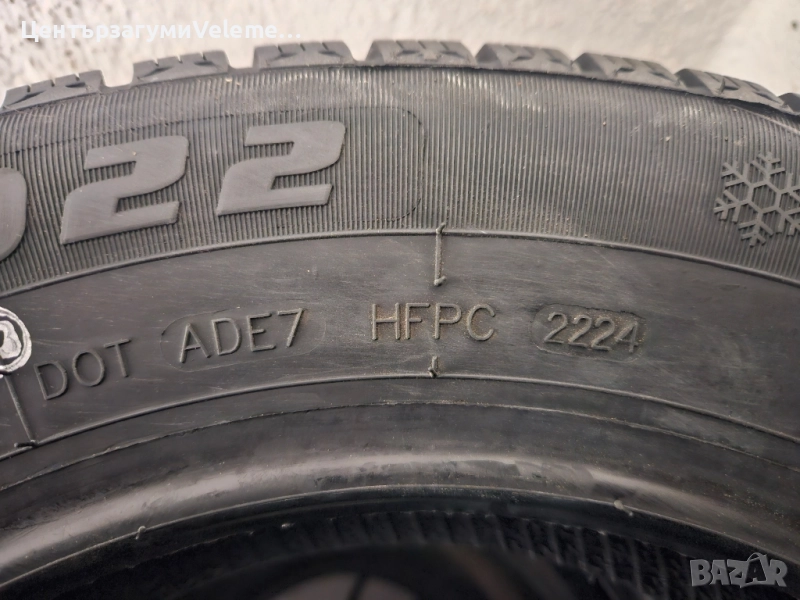 ЦентърЗагумиVeleme...
022
DOT ADE7 HFPC 2224
BAZAR